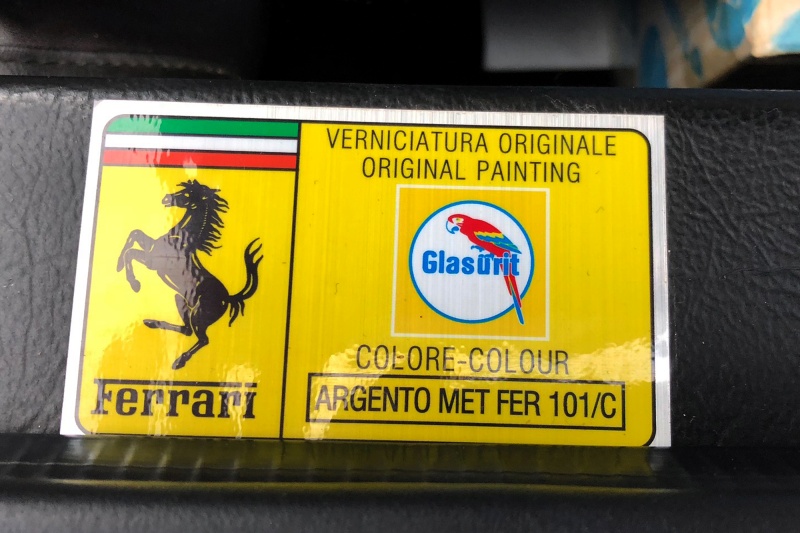 Ferrari
VERNICIATURA ORIGINALE
ORIGINAL PAINTING
Glasurit
COLORE-COLOUR
ARGENTO MET FER 101/C